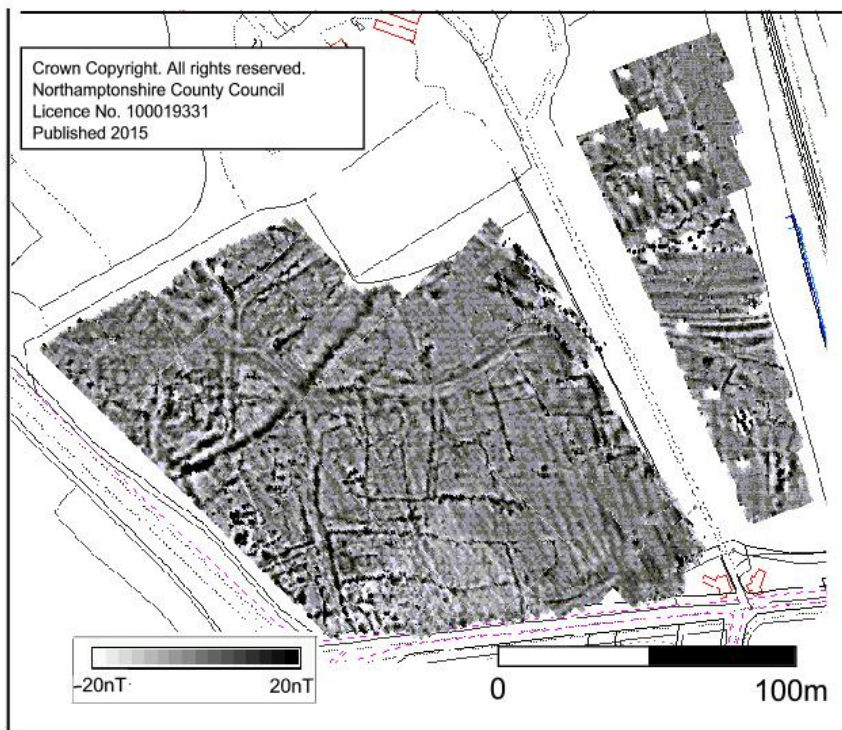 Crown Copyright. All rights reserved.
Northamptonshire County Council
Licence No. 100019331
Published 2015
–20nT
20nT
0
100m